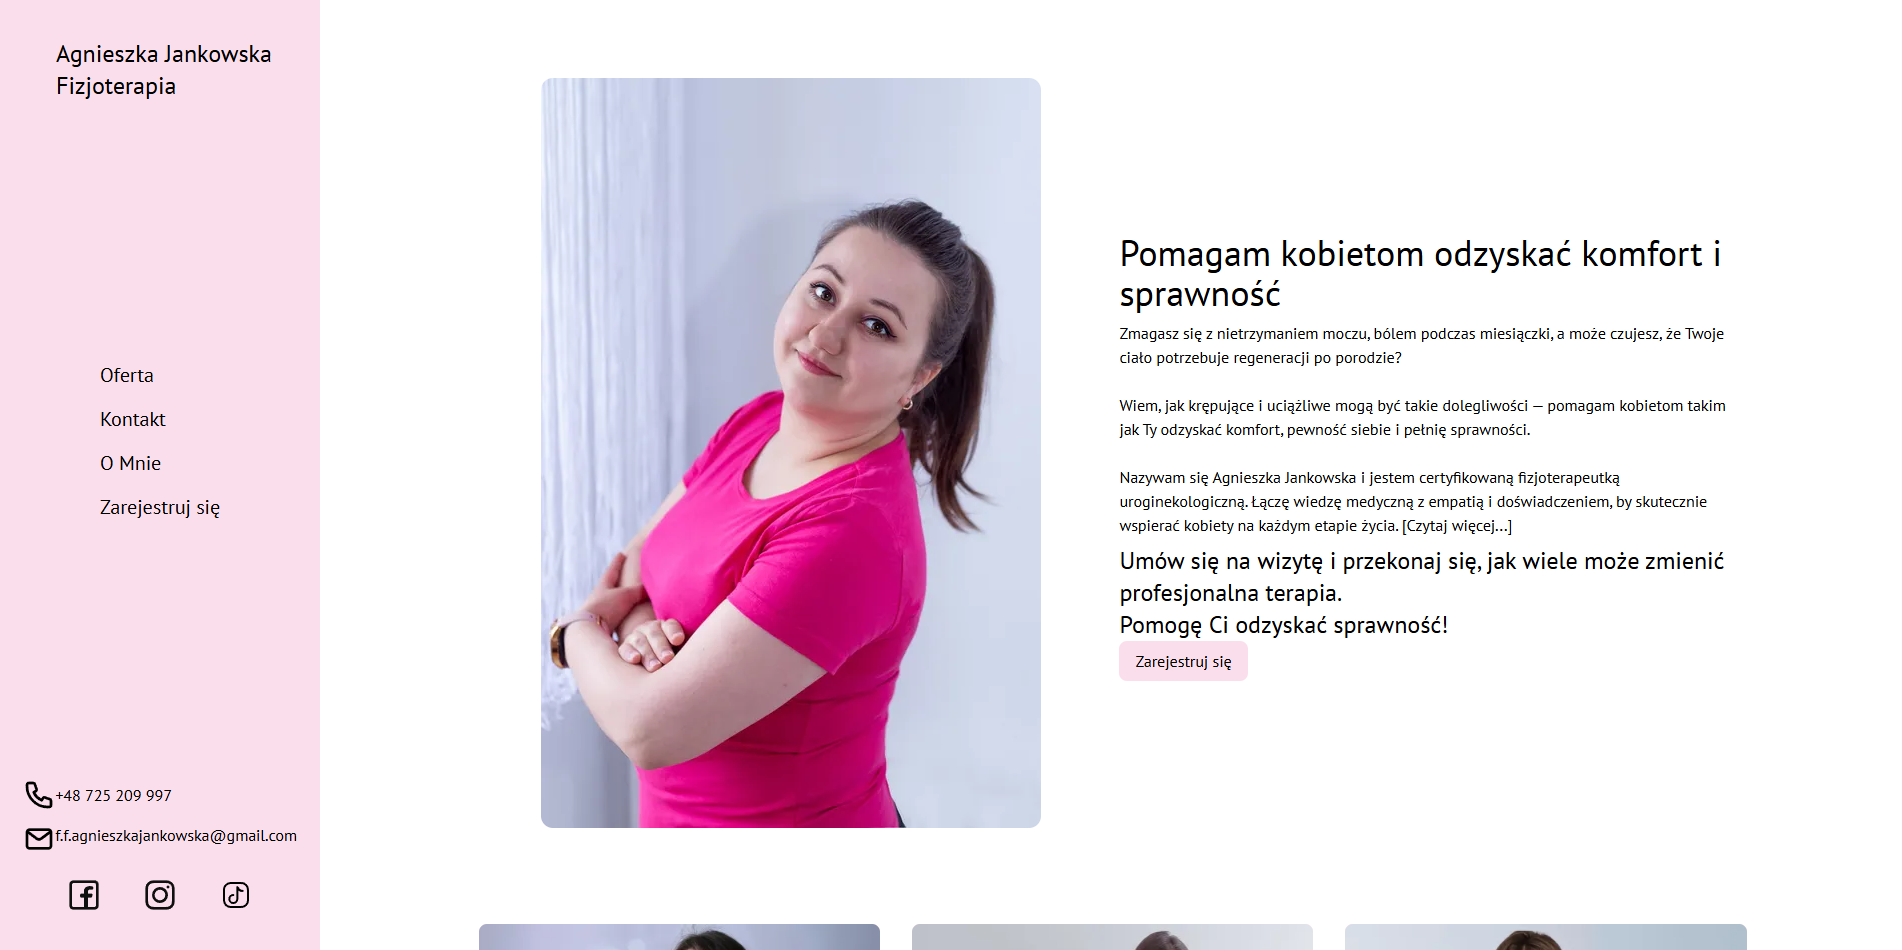 Agnieszka Jankowska
Fizjoterapia
Oferta
Kontakt
O Mnie
Zarejestruj się
+48 725 209 997
f.f.agnieszkajankowska@gmail.com
Pomagam kobietom odzyskać komfort i
sprawność
Zmagasz się z nietrzymaniem moczu, bólem podczas miesiączki, a może czujesz, że Twoje
ciało potrzebuje regeneracji po porodzie?
Wiem, jak krępujące i uciążliwe mogą być takie dolegliwości — pomagam kobietom takim
jak Ty odzyskać komfort, pewność siebie i pełnię sprawności.
Nazywam się Agnieszka Jankowska i jestem certyfikowaną fizjoterapeutką
uroginekologiczną. Łączę wiedzę medyczną z empatią i doświadczeniem, by skutecznie
wspierać kobiety na każdym etapie życia. [Czytaj więcej...]
Umów się na wizytę i przekonaj się, jak wiele może zmienić
profesjonalna terapia.
Pomogę Ci odzyskać sprawność!
Zarejestruj się